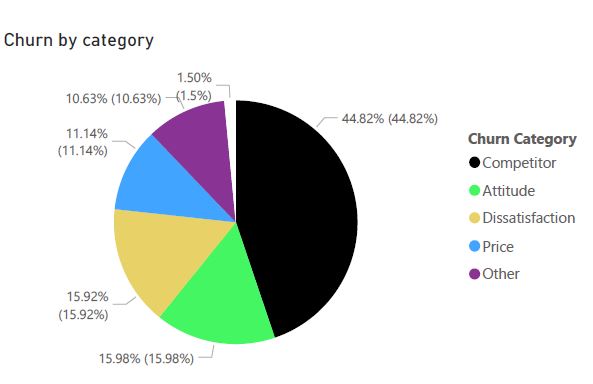 Churn by category
1.50%
(1.5%)
10.63% (10.63%)
44.82% (44.82%)
11.14%
(11.14%)
Churn Category
Competitor
Attitude
Dissatisfaction
Price
Other
15.92%
(15.92%)
15.98% (15.98%)